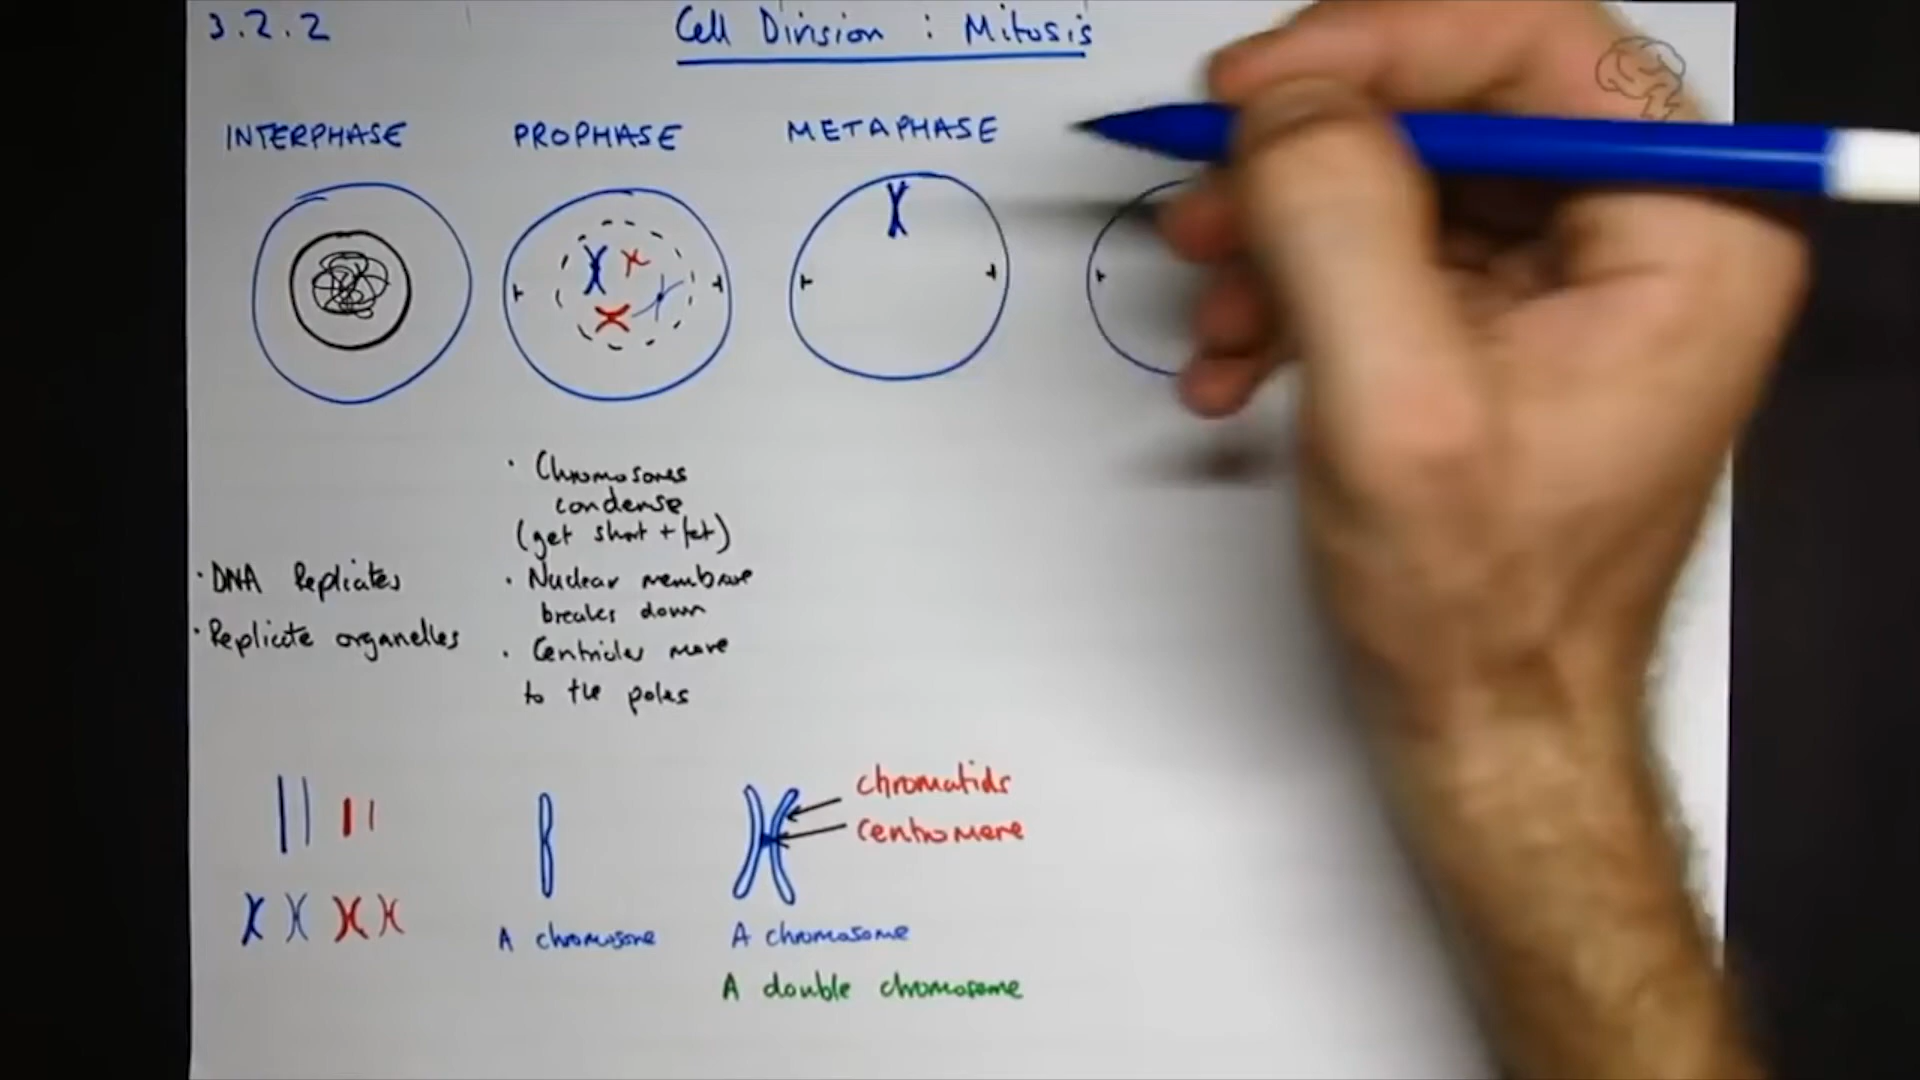 3.2.2
Cell Division : Mitosis
INTERPHASE
PROPHASE
METAPHASE
· DNA Replicates
· Replicate organelles
· Chromosomes
condense
(get short + fat)
· Nuclear membrane
breaks down
· Centrioles move
to the poles
chromatids
centromere
A chromosome
A chromosome
A double chromosome